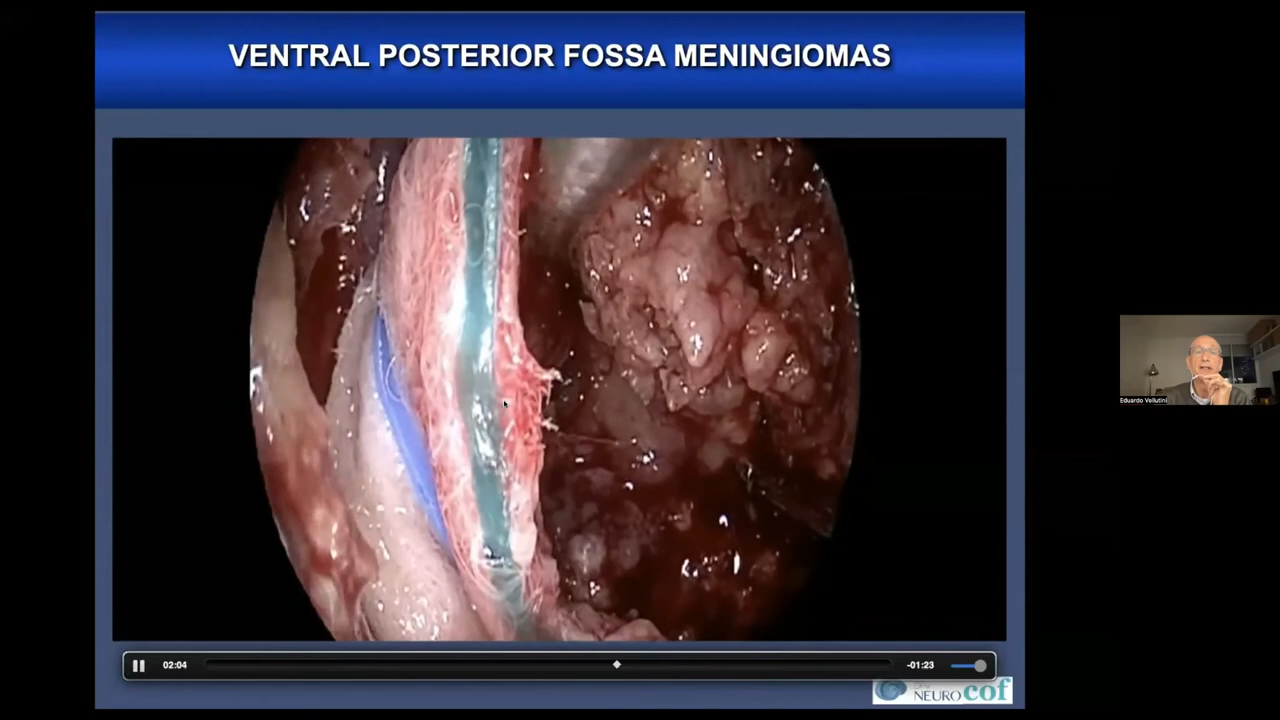 VENTRAL POSTERIOR FOSSA MENINGIOMAS
Eduardo Vellutini
02:04
-01:23
NEURO cof